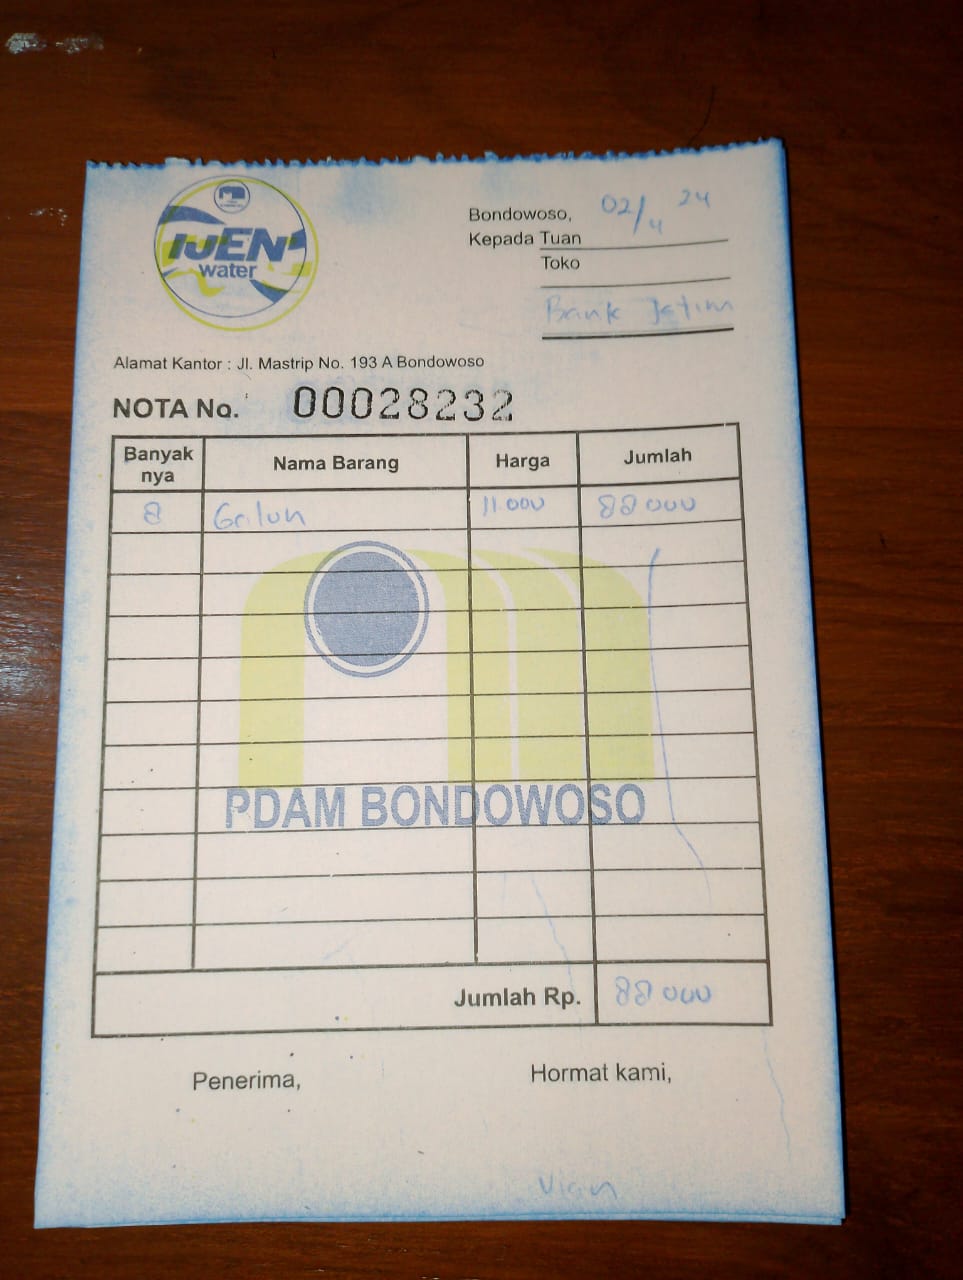 IJEN
water
Bondowoso, 02/4 24
Kepada Tuan
Toko
Bank Jatim
Alamat Kantor : Jl. Mastrip No. 193 A Bondowoso
NOTA No. 00028232
Banyak nya Nama Barang Harga Jumlah
8 Galon 11.000 88000
PDAM BONDOWOSO
Jumlah Rp. 88000
Penerima, Hormat kami,
Vian